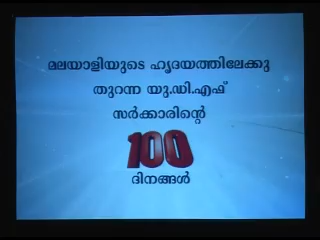 മലയാളിയുടെ ഹൃദയത്തിലേക്കു
തുറന്ന യു.ഡി.എഫ്
സർക്കാരിന്റെ
100
ദിനങ്ങൾ